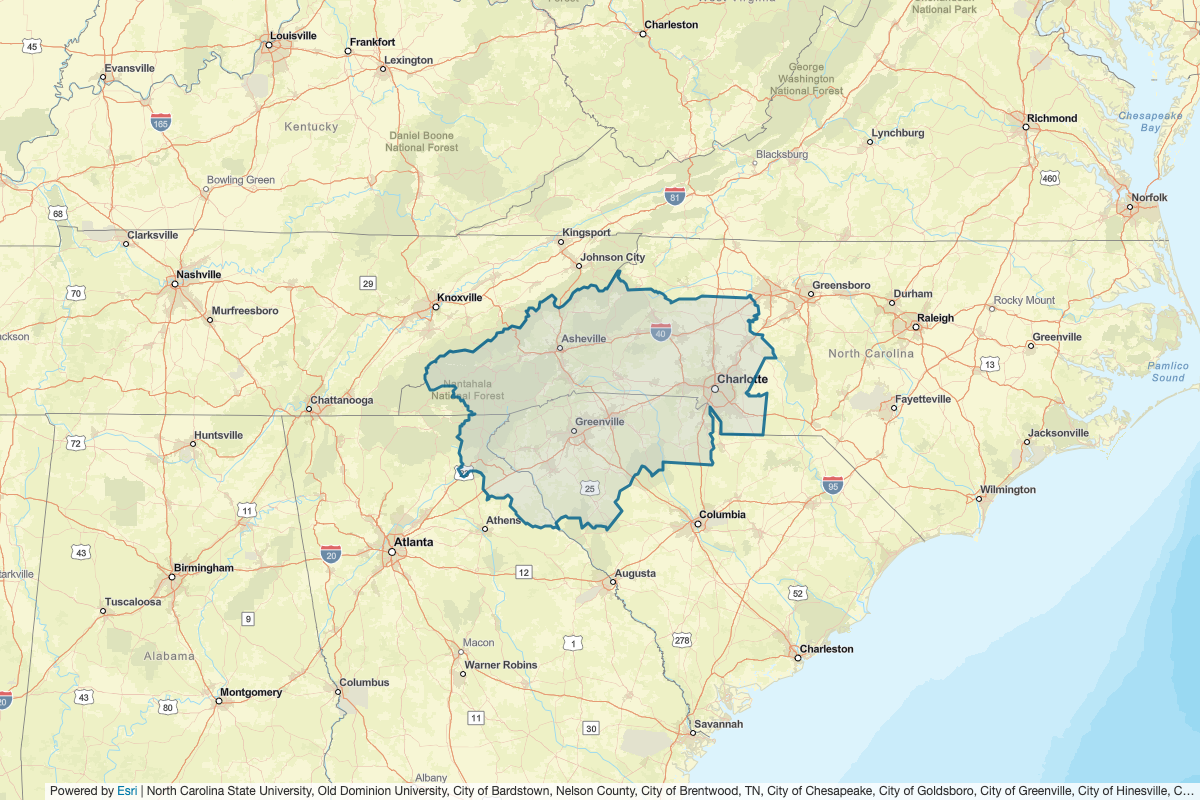 Forest
West Virginia
Shenandoah
National Park
Louisville
Charleston
45
Frankfort
Lexington
Evansville
George
Washington
National Forest
165
Kentucky
Daniel Boone
National Forest
Richmond
Chesapeake
Bay
Lynchburg
Blacksburg
Bowling Green
460
81
Norfolk
68
Clarksville
Kingsport
Johnson City
Nashville
29
70
Knoxville
Greensboro
Durham
Rocky Mount
Murfreesboro
Raleigh
Asheville
40
Greenville
North Carolina
13
Pamlico
Sound
Charlotte
Nantahala
National Forest
Chattanooga
Fayetteville
Greenville
Huntsville
72
Jacksonville
25
95
Wilmington
11
Athens
Columbia
Atlanta
43
20
Birmingham
12
Augusta
Tuscaloosa
52
9
1
278
Macon
Charleston
Alabama
Warner Robins
Columbus
43
Montgomery
80
11
30
Savannah
Albany
Powered by Esri | North Carolina State University, Old Dominion University, City of Bardstown, Nelson County, City of Brentwood, TN, City of Chesapeake, City of Goldsboro, City of Greenville, City of Hinesville, C...